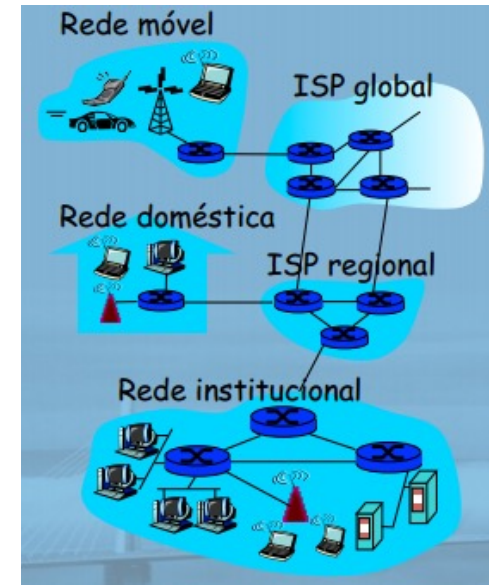 Rede móvel
ISP global
Rede doméstica
ISP regional
Rede institucional